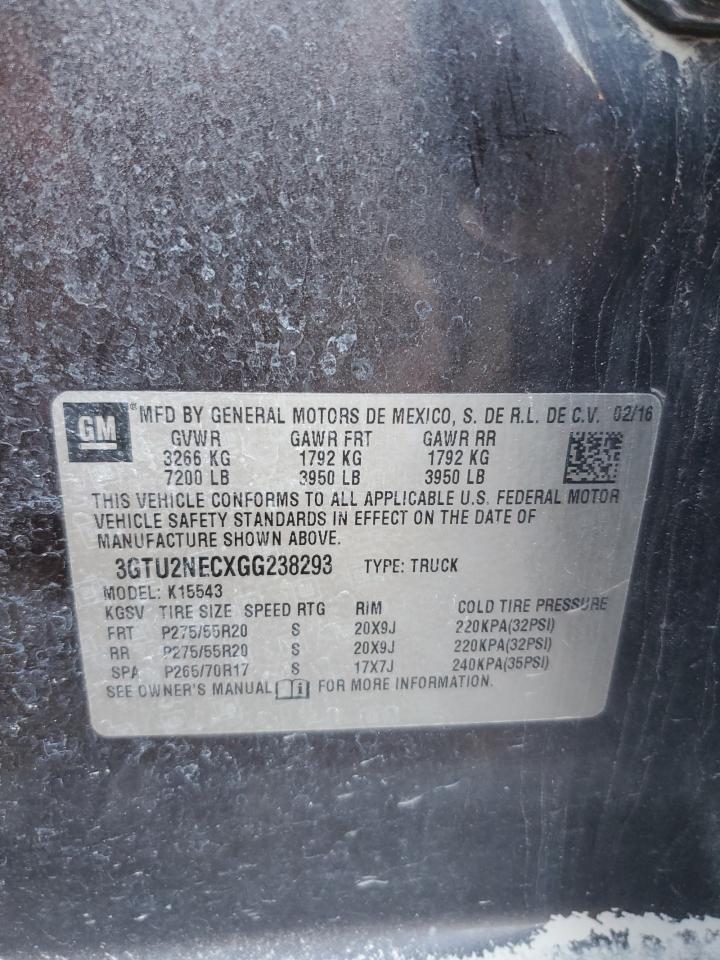 GM ® MFD BY GENERAL MOTORS DE MEXICO, S. DE R.L. DE C.V. 02/16
GVWR GAWR FRT GAWR RR
3266 KG 1792 KG 1792 KG
7200 LB 3950 LB 3950 LB
THIS VEHICLE CONFORMS TO ALL APPLICABLE U.S. FEDERAL MOTOR
VEHICLE SAFETY STANDARDS IN EFFECT ON THE DATE OF
MANUFACTURE SHOWN ABOVE.
3GTU2NECXGG238293 TYPE: TRUCK
MODEL: K15543
KGSV TIRE SIZE SPEED RTG RIM COLD TIRE PRESSURE
FRT P275/55R20 S 20X9J 220KPA(32PSI)
RR P275/55R20 S 20X9J 220KPA(32PSI)
SPA P265/70R17 S 17X7J 240KPA(35PSI)
SEE OWNER'S MANUAL FOR MORE INFORMATION.